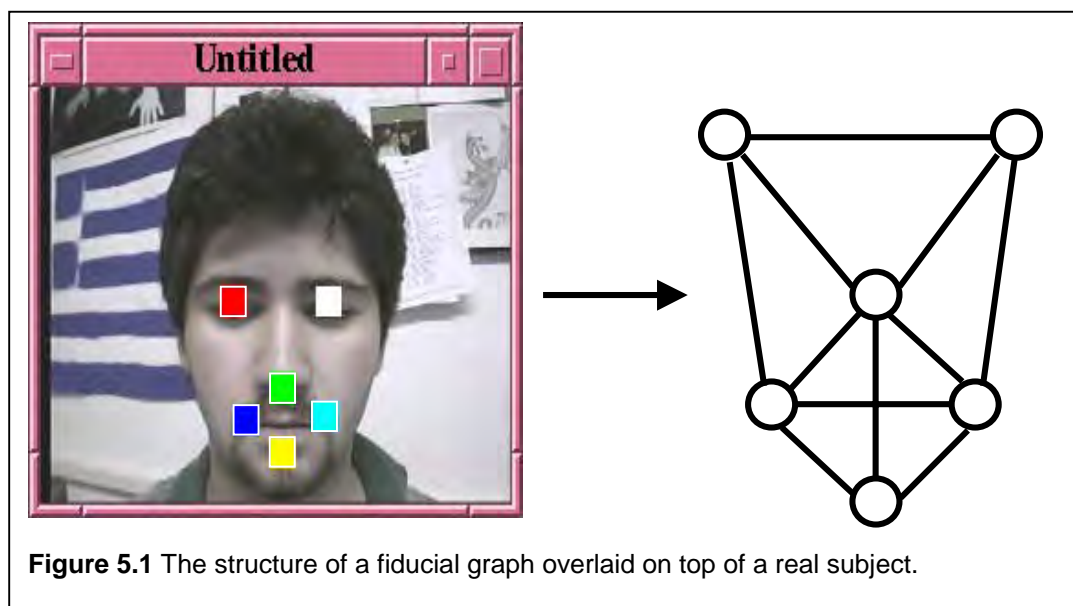 Untitled
Figure 5.1 The structure of a fiducial graph overlaid on top of a real subject.